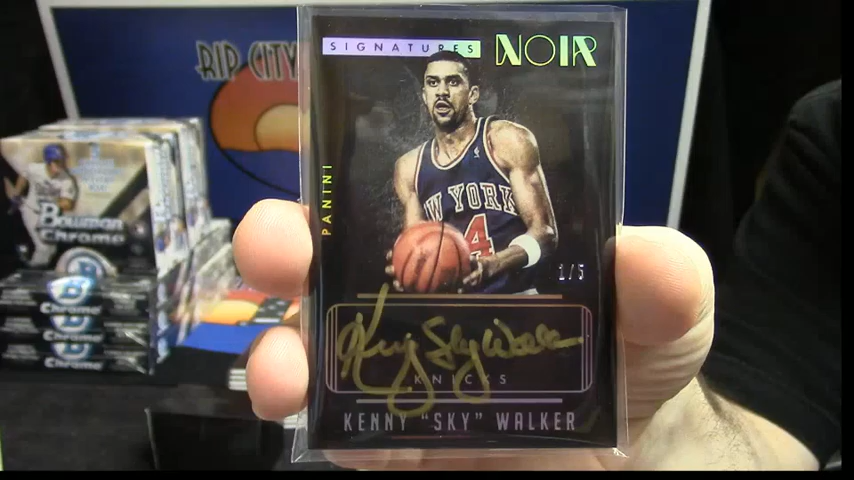 RIP CITY
SIGNATURES
NOIR
PANINI
NEW YORK
4
1/5
Kenny Sky Walker
KNICKS
KENNY "SKY" WALKER
BOWMAN
Chrome
B
Chrome
Chrome
Chrome